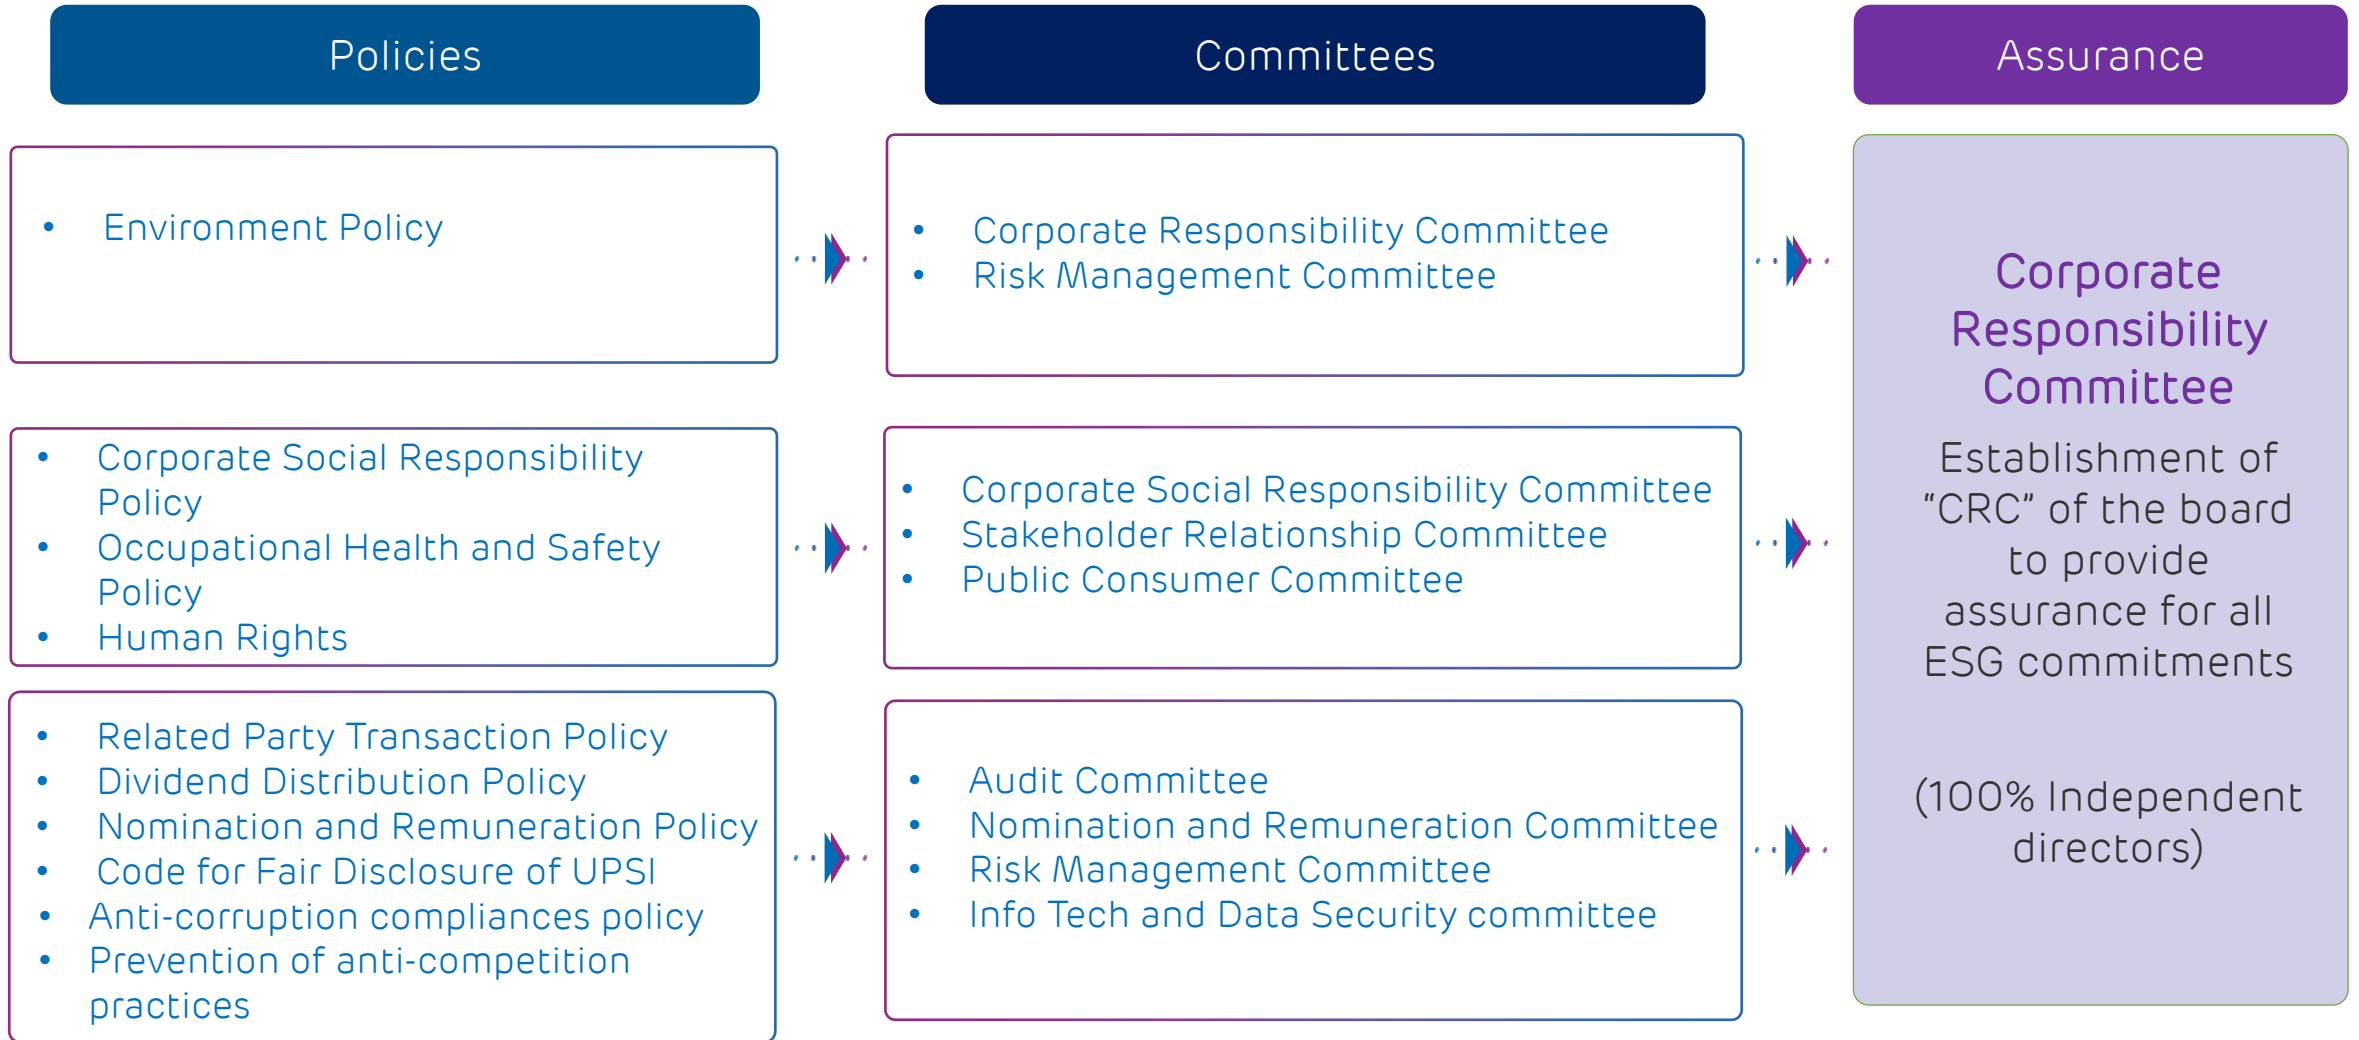 Policies
Committees
Assurance
• Environment Policy
• Corporate Responsibility Committee
• Risk Management Committee
• Corporate Social Responsibility
Policy
• Occupational Health and Safety
Policy
• Human Rights
• Corporate Social Responsibility Committee
• Stakeholder Relationship Committee
• Public Consumer Committee
• Related Party Transaction Policy
• Dividend Distribution Policy
• Nomination and Remuneration Policy
• Code for Fair Disclosure of UPSI
• Anti-corruption compliances policy
• Prevention of anti-competition
practices
• Audit Committee
• Nomination and Remuneration Committee
• Risk Management Committee
• Info Tech and Data Security committee
Corporate
Responsibility
Committee
Establishment of
“CRC” of the board
to provide
assurance for all
ESG commitments
(100% Independent
directors)